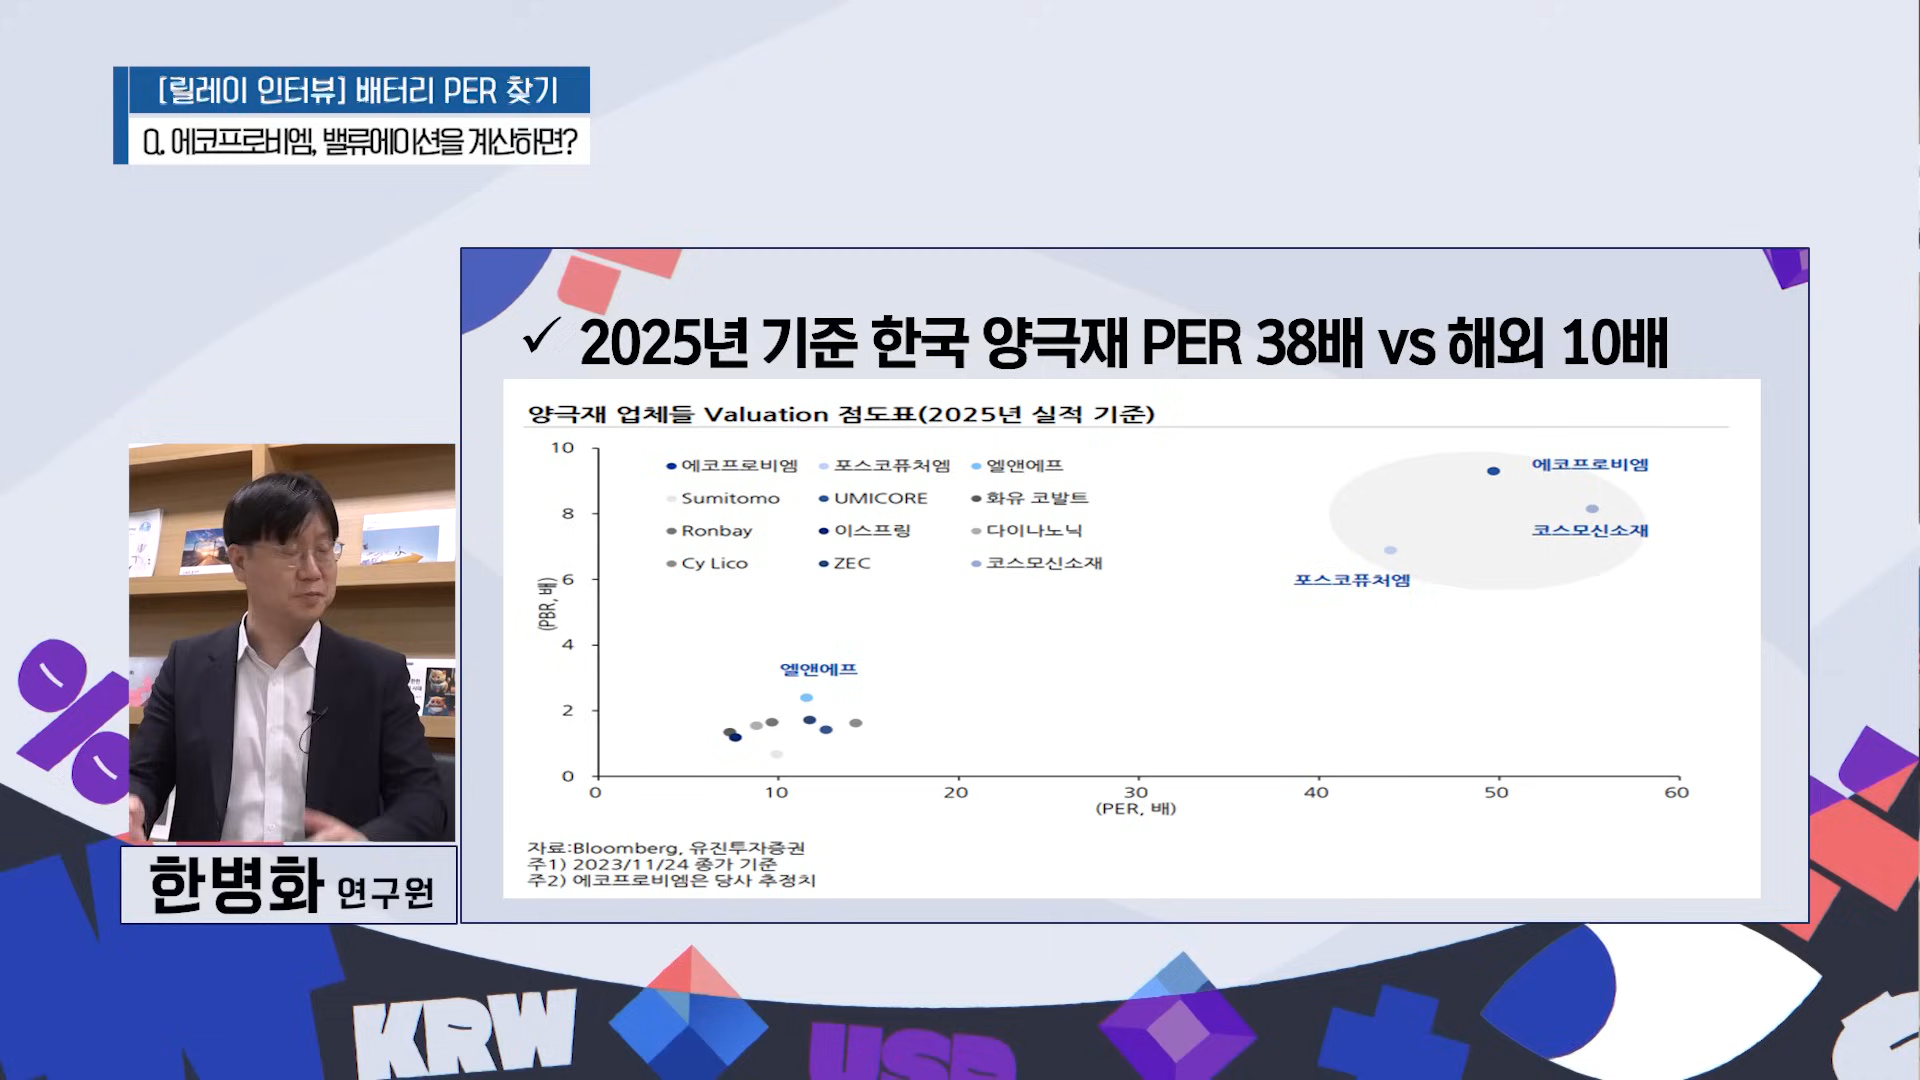 [릴레이 인터뷰] 배터리 PER 찾기
Q. 에코프로비엠, 밸류에이션을 계산하면?
✓ 2025년 기준 한국 양극재 PER 38배 vs 해외 10배
양극재 업체들 Valuation 점도표(2025년 실적 기준)
10
8
6
4
2
0
(PBR, 배)
에코프로비엠 포스코퓨처엠 엘앤에프
Sumitomo UMICORE 화유 코발트
Ronbay 이스프링 다이나노닉
Cy Lico ZEC 코스모신소재
에코프로비엠
코스모신소재
포스코퓨처엠
엘앤에프
0 10 20 30 40 50 60
(PER, 배)
자료:Bloomberg, 유진투자증권
주1) 2023/11/24 종가 기준
주2) 에코프로비엠은 당사 추정치
한병화 연구원
%
KRW
USD